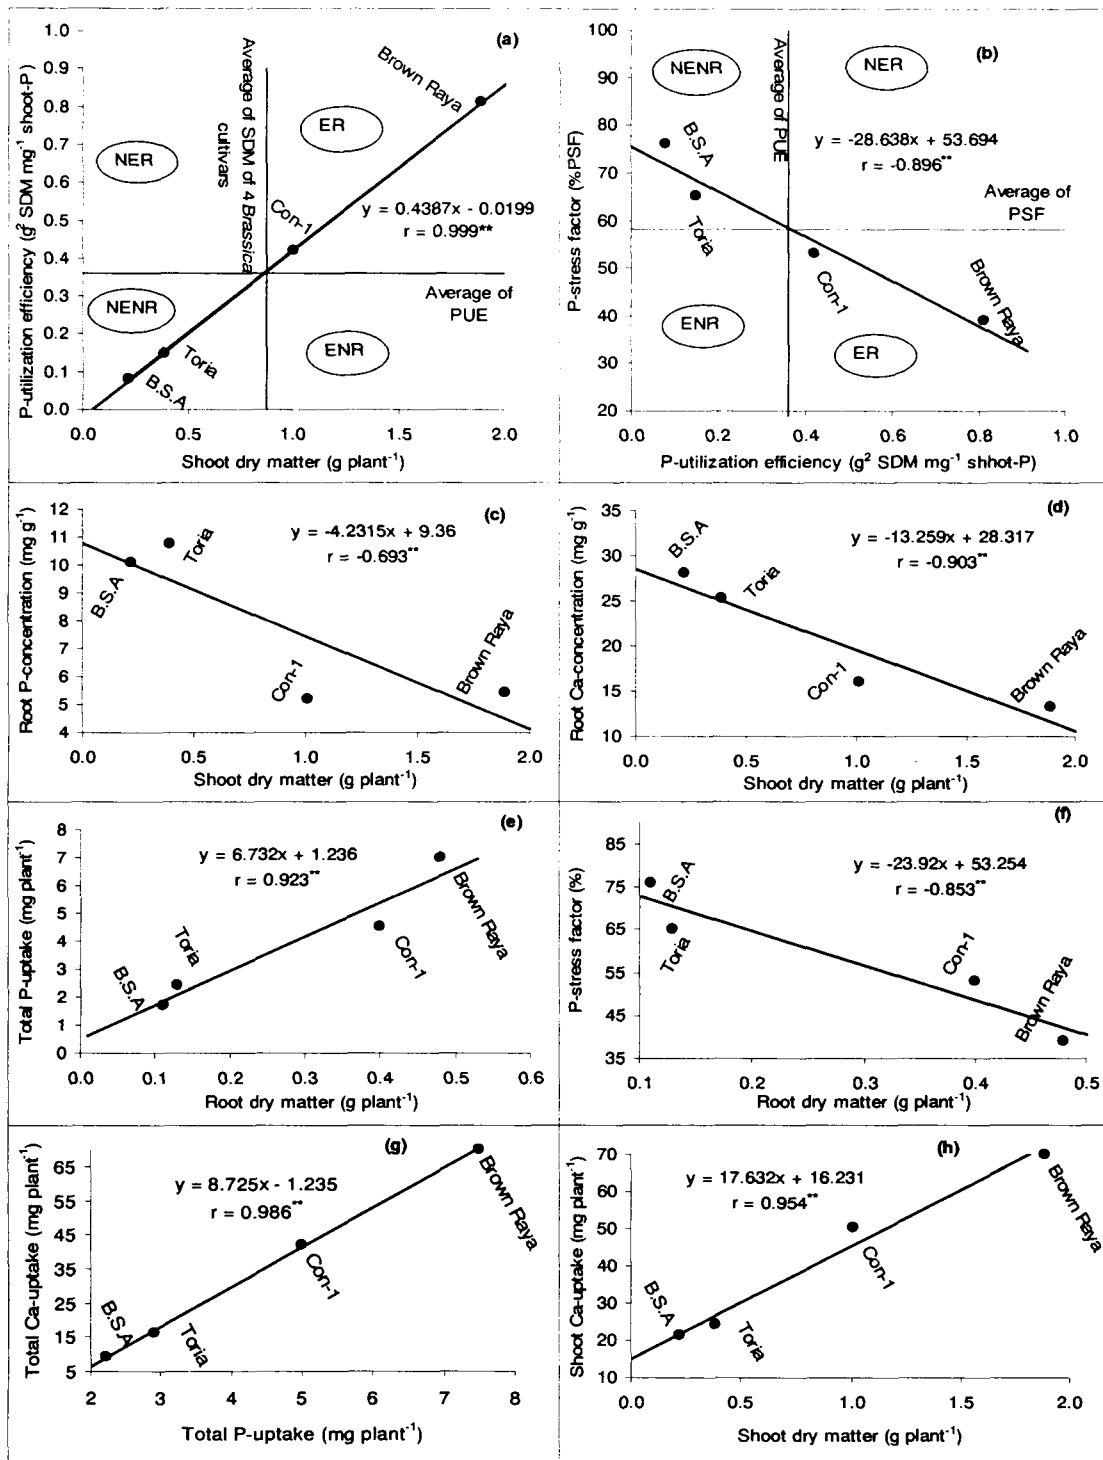 (a)
P-utilization efficiency (g² SDM mg⁻¹ shoot-P)
1.0
0.9
0.8
0.7
0.6
0.5
0.4
0.3
0.2
0.1
0.0
Average of SDM of 4 Brassica
cultivars
Brown Raya
ER
NER
Con-1
y = 0.4387x - 0.0199
r = 0.999**
Average of
PUE
NENR
ENR
Toria
B.S.A
0.0 0.5 1.0 1.5 2.0
Shoot dry matter (g plant⁻¹)
(b)
P-stress factor (%PSF)
100
90
80
70
60
50
40
30
20
NENR
NER
Average of PUE
B.S.A
y = -28.638x + 53.694
r = -0.896**
Toria
Average of
PSF
Con-1
Brown Raya
ENR
ER
0.0 0.2 0.4 0.6 0.8 1.0
P-utilization efficiency (g² SDM mg⁻¹ shhot-P)
(c)
Root P-concentration (mg g⁻¹)
12
11
10
9
8
7
6
5
4
y = -4.2315x + 9.36
r = -0.693**
Toria
B.S.A
Con-1
Brown Raya
0.0 0.5 1.0 1.5 2.0
Shoot dry matter (g plant⁻¹)
(d)
Root Ca-concentration (mg g⁻¹)
35
30
25
20
15
10
B.S.A
y = -13.259x + 28.317
r = -0.903**
Toria
Con-1
Brown Raya
0.0 0.5 1.0 1.5 2.0
Shoot dry matter (g plant⁻¹)
(e)
Total P-uptake (mg plant⁻¹)
8
7
6
5
4
3
2
1
0
y = 6.732x + 1.236
r = 0.923**
Toria
B.S.A
Con-1
Brown Raya
0.0 0.1 0.2 0.3 0.4 0.5 0.6
Root dry matter (g plant⁻¹)
(f)
P-stress factor (%)
85
75
65
55
45
35
y = -23.92x + 53.254
r = -0.853**
B.S.A
Toria
Con-1
Brown Raya
0.1 0.2 0.3 0.4 0.5
Root dry matter (g plant⁻¹)
(g)
Total Ca-uptake (mg plant⁻¹)
65
55
45
35
25
15
5
y = 8.725x - 1.235
r = 0.986**
Brown Raya
Con-1
B.S.A
Toria
2 3 4 5 6 7 8
Total P-uptake (mg plant⁻¹)
(h)
Shoot Ca-uptake (mg plant⁻¹)
70
60
50
40
30
20
10
y = 17.632x + 16.231
r = 0.954**
Brown Raya
Con-1
B.S.A
Toria
0.0 0.5 1.0 1.5 2.0
Shoot dry matter (g plant⁻¹)